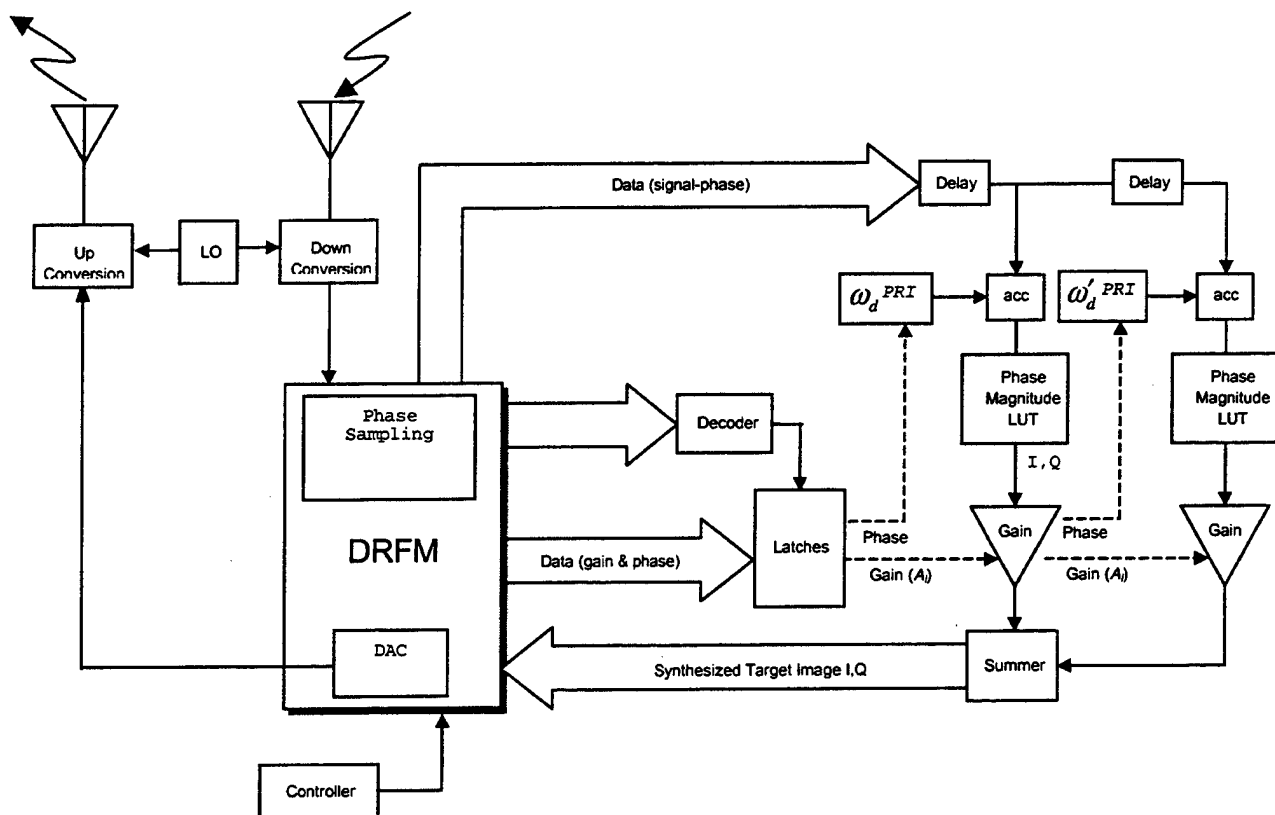 Data (signal-phase)
Delay
Delay
Up
Conversion
LO
Down
Conversion
ω_d PRI
acc
ω′_d PRI
acc
Phase
Magnitude
LUT
Phase
Magnitude
LUT
Phase
Sampling
Decoder
I,Q
DRFM
Data (gain & phase)
Latches
Phase
Gain (Aᵢ)
Gain
Phase
Gain (Aᵢ)
Gain
DAC
Synthesized Target Image I,Q
Summer
Controller